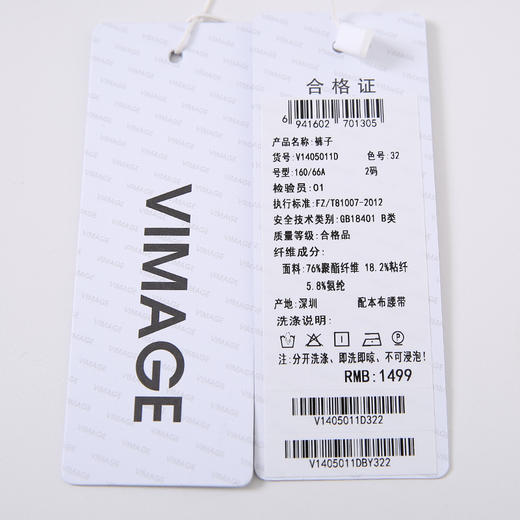 VIMAGE
合格证
6 941602 701305
产品名称:裤子
货号:V1405011D 色号:32
号型:160/66A 2码
检验员:01
执行标准:FZ/T81007-2012
安全技术类别:GB18401 B类
质量等级:合格品
纤维成分:
面料:76%聚酯纤维 18.2%粘纤
5.8%氨纶
产地:深圳 配本布腰带
洗涤说明:
注:分开洗涤、即洗即晾、不可浸泡!
RMB:1499
V1405011D322
V1405011DBY322